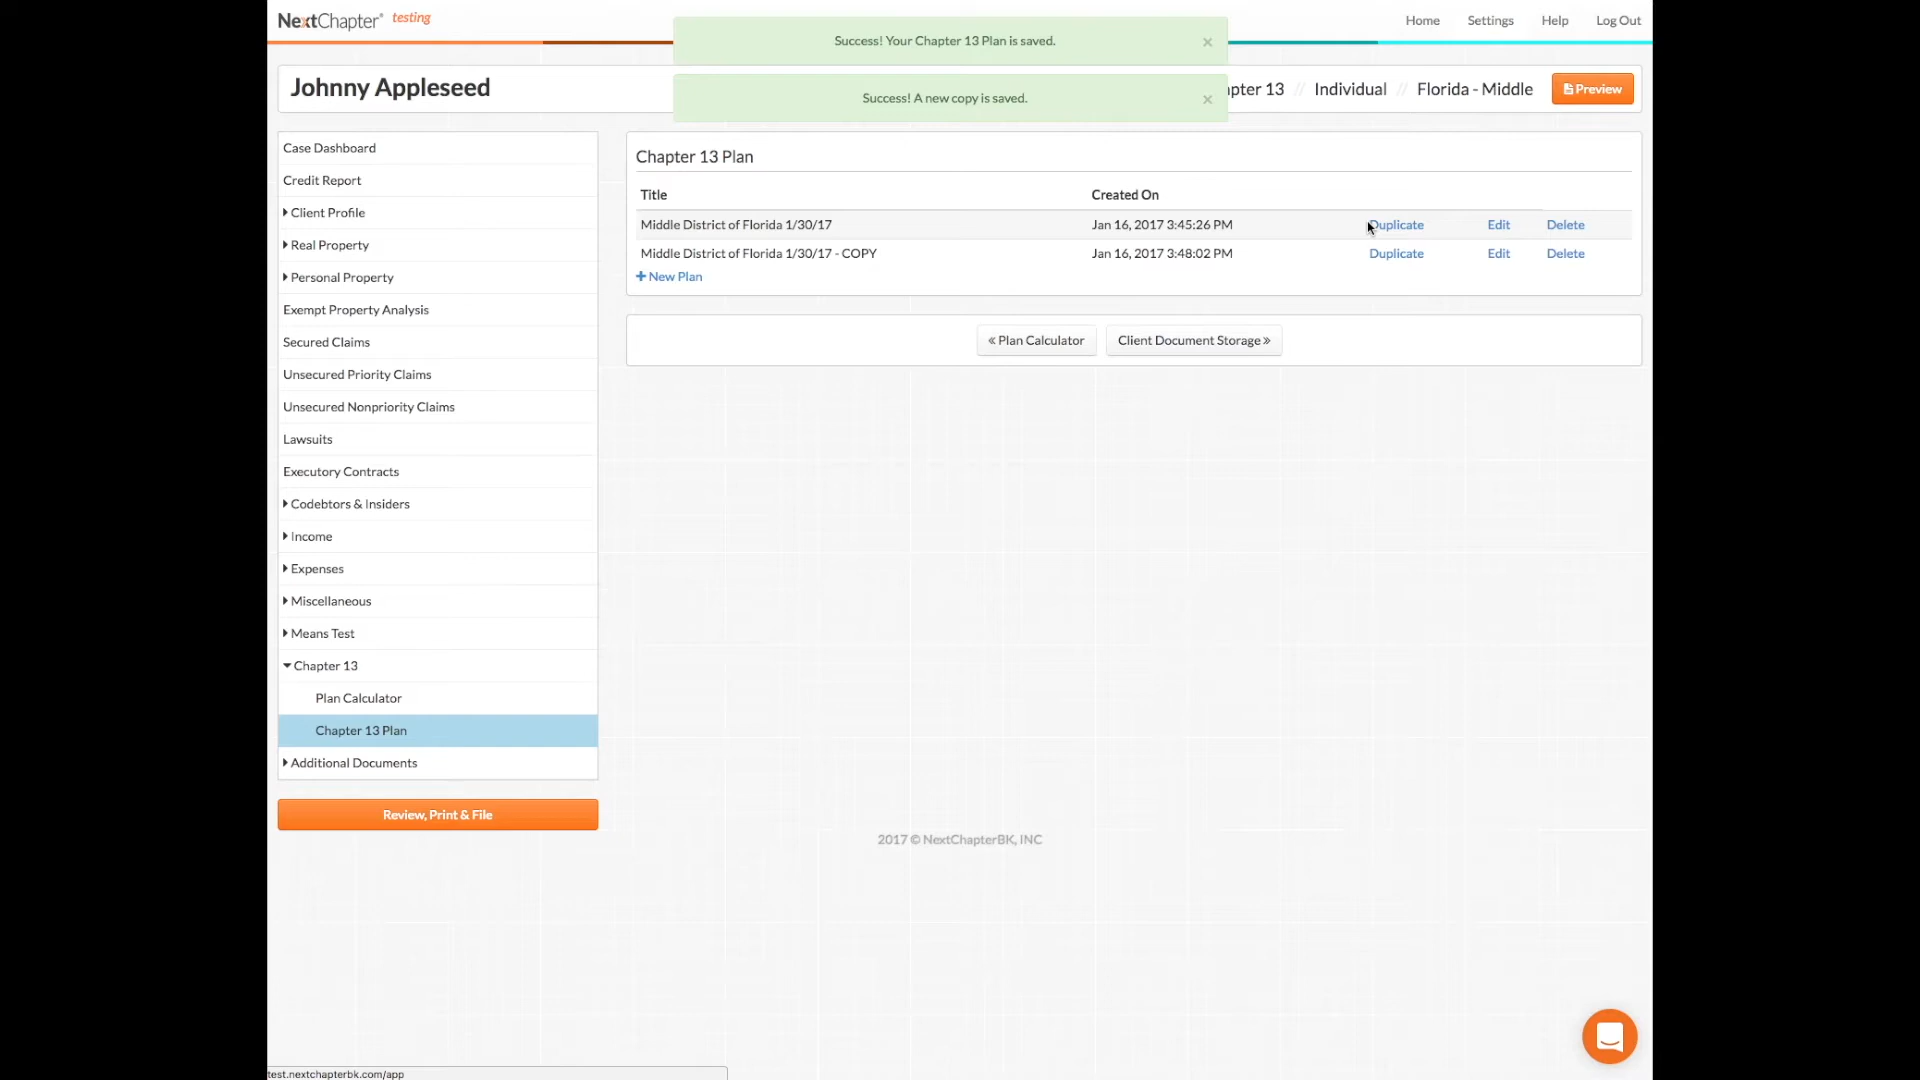 NextChapter® testing
Home Settings Help Log Out
Success! Your Chapter 13 Plan is saved. ×
Success! A new copy is saved. ×
Johnny Appleseed
pter 13 // Individual // Florida - Middle Preview
Case Dashboard
Credit Report
Client Profile
Real Property
Personal Property
Exempt Property Analysis
Secured Claims
Unsecured Priority Claims
Unsecured Nonpriority Claims
Lawsuits
Executory Contracts
Codebtors & Insiders
Income
Expenses
Miscellaneous
Means Test
Chapter 13
Plan Calculator
Chapter 13 Plan
Additional Documents
Review, Print & File
Chapter 13 Plan
Title Created On
Middle District of Florida 1/30/17 Jan 16, 2017 3:45:26 PM Duplicate Edit Delete
Middle District of Florida 1/30/17 - COPY Jan 16, 2017 3:48:02 PM Duplicate Edit Delete
+ New Plan
« Plan Calculator Client Document Storage »
2017 © NextChapterBK, INC
test.nextchapterbk.com/app